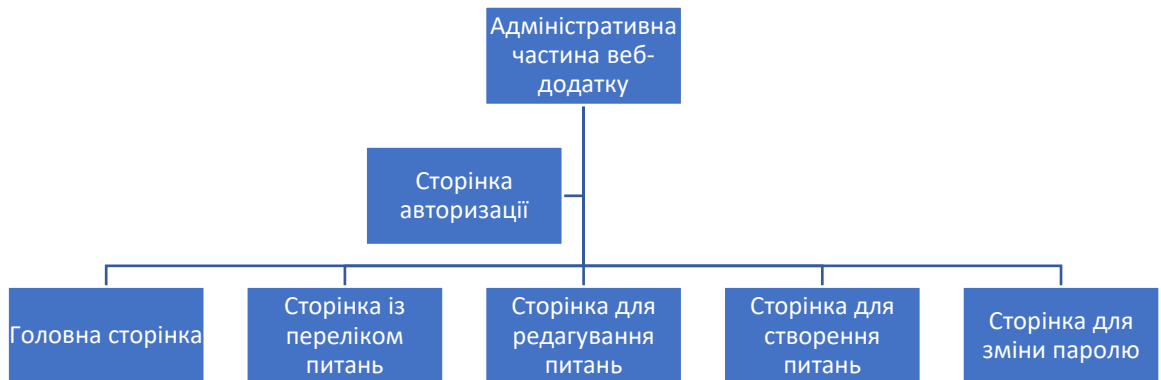 Адміністративна
частина веб-
додатку
Сторінка
авторизації
Головна сторінка
Сторінка із
переліком
питань
Сторінка для
редагування
питань
Сторінка для
створення
питань
Сторінка для
зміни паролю